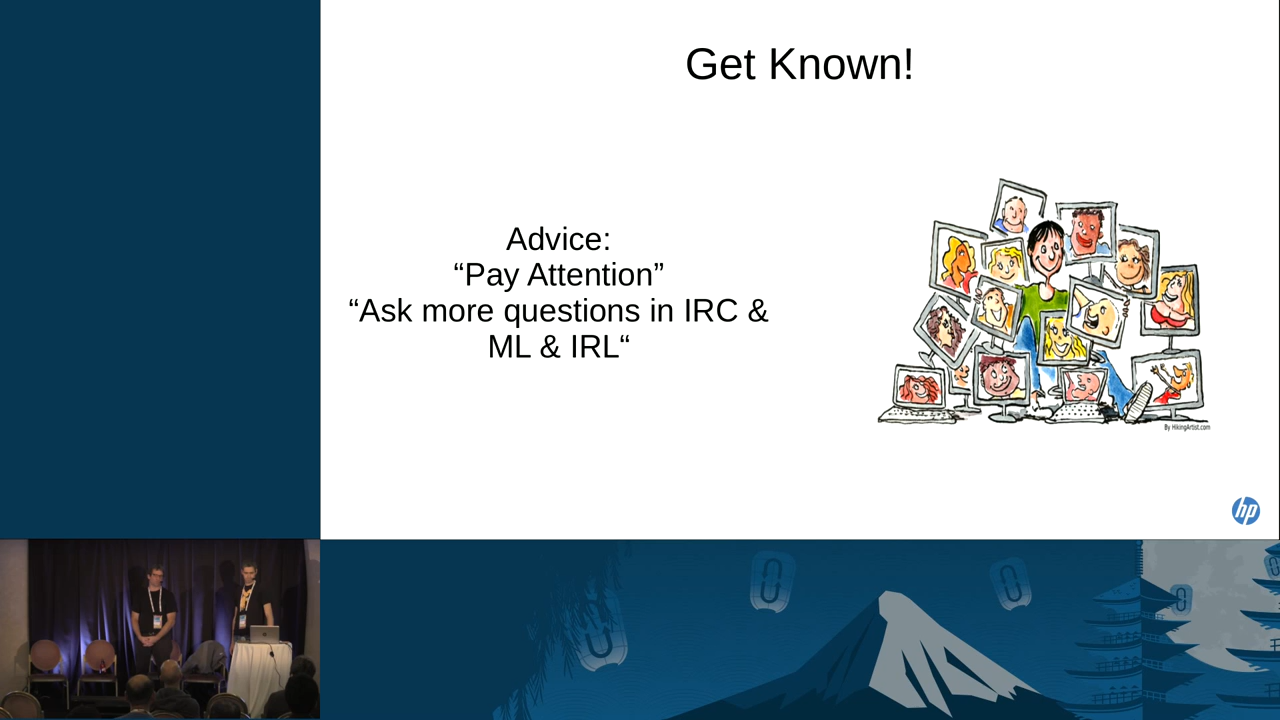 Get Known!
Advice:
“Pay Attention”
“Ask more questions in IRC &
ML & IRL“
By HikingArtist.com
hp